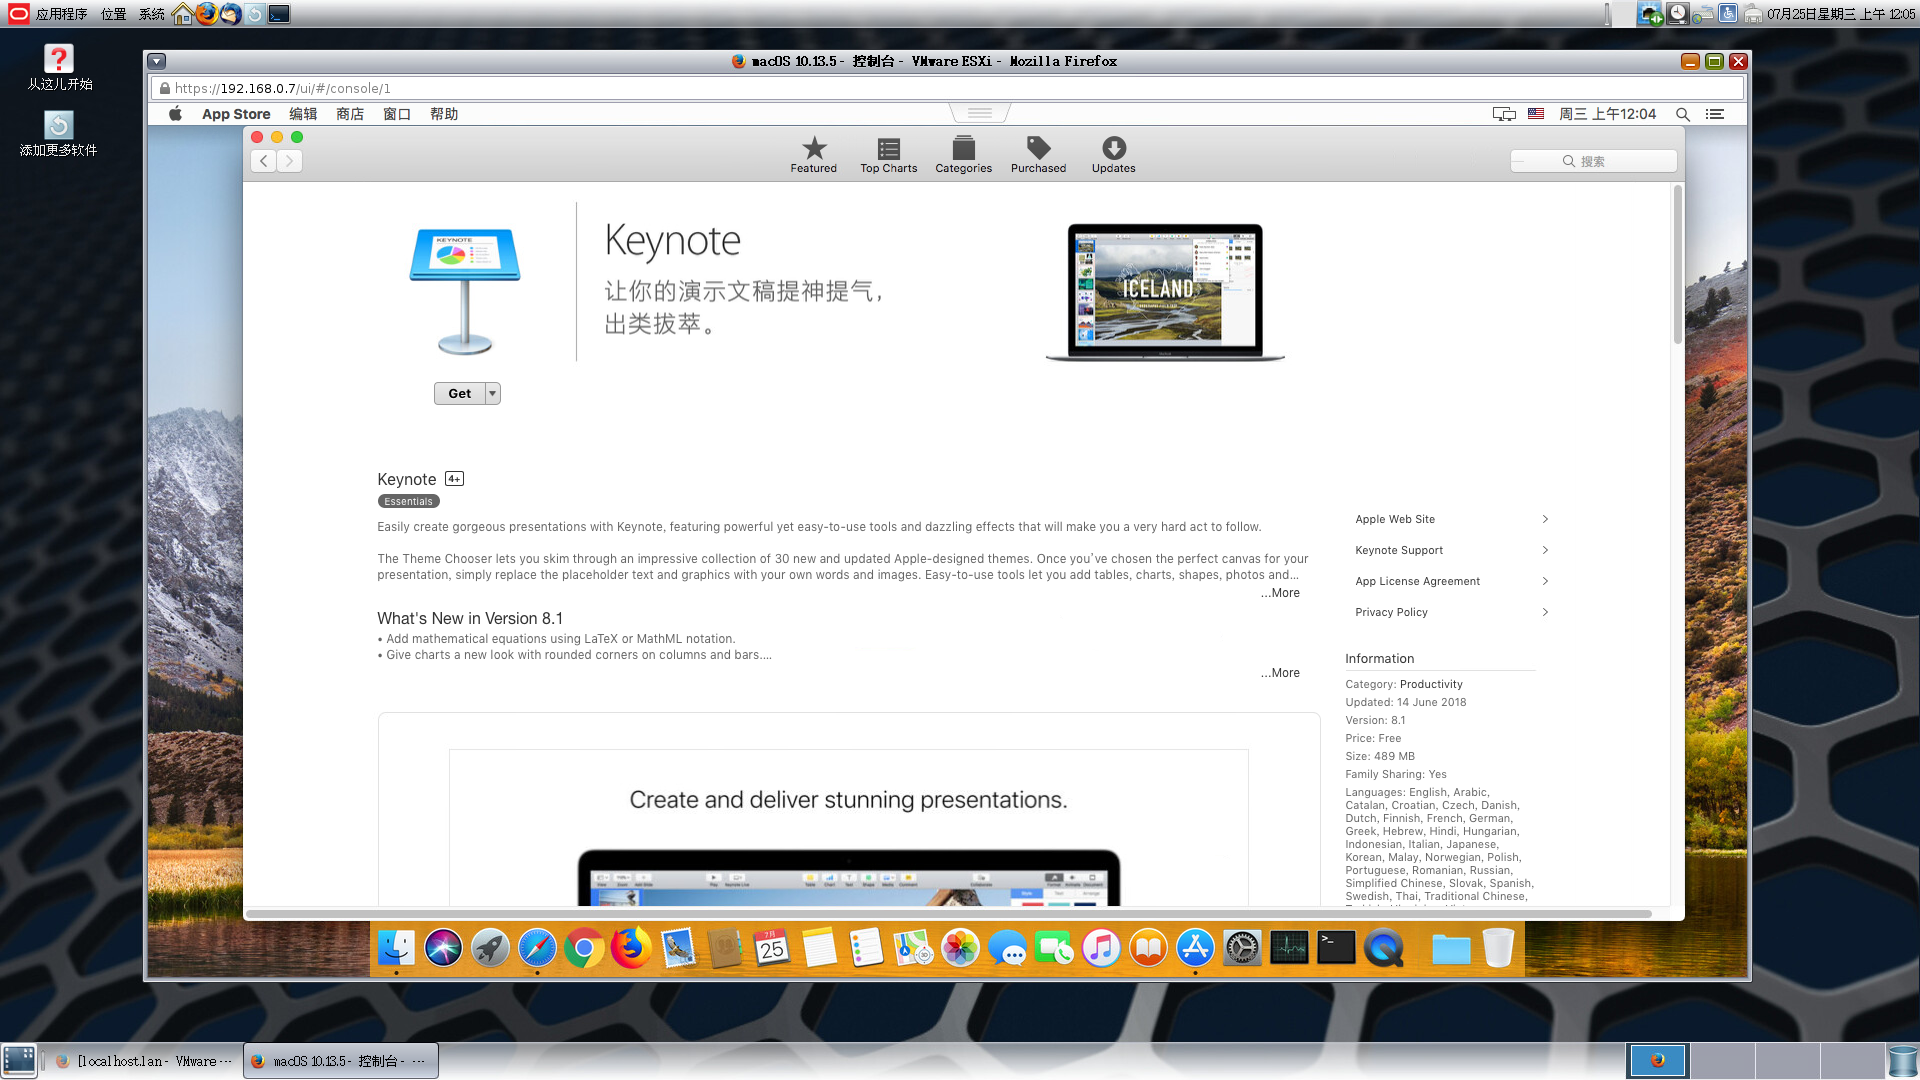 应用程序 位置 系统
07月25日星期三 上午 12:05
从这儿开始
添加更多软件
macOS 10.13.5 - 控制台 - VMware ESXi - Mozilla Firefox
https://192.168.0.7/ui/#/console/1
App Store 编辑 商店 窗口 帮助
周三 上午12:04
Featured
Top Charts
Categories
Purchased
Updates
搜索
KEYNOTE
Keynote
让你的演示文稿提神提气，
出类拔萃。
ICELAND
Get
Keynote 4+
Essentials
Easily create gorgeous presentations with Keynote, featuring powerful yet easy-to-use tools and dazzling effects that will make you a very hard act to follow.
The Theme Chooser lets you skim through an impressive collection of 30 new and updated Apple-designed themes. Once you've chosen the perfect canvas for your
presentation, simply replace the placeholder text and graphics with your own words and images. Easy-to-use tools let you add tables, charts, shapes, photos and...
...More
What's New in Version 8.1
• Add mathematical equations using LaTeX or MathML notation.
• Give charts a new look with rounded corners on columns and bars....
...More
Apple Web Site
Keynote Support
App License Agreement
Privacy Policy
Information
Category: Productivity
Updated: 14 June 2018
Version: 8.1
Price: Free
Size: 489 MB
Family Sharing: Yes
Languages: English, Arabic,
Catalan, Croatian, Czech, Danish,
Dutch, Finnish, French, German,
Greek, Hebrew, Hindi, Hungarian,
Indonesian, Italian, Japanese,
Korean, Malay, Norwegian, Polish,
Portuguese, Romanian, Russian,
Simplified Chinese, Slovak, Spanish,
Swedish, Thai, Traditional Chinese,
Create and deliver stunning presentations.
7月
25
[localhost.lan - VMware ...
macOS 10.13.5 - 控制台 - ...